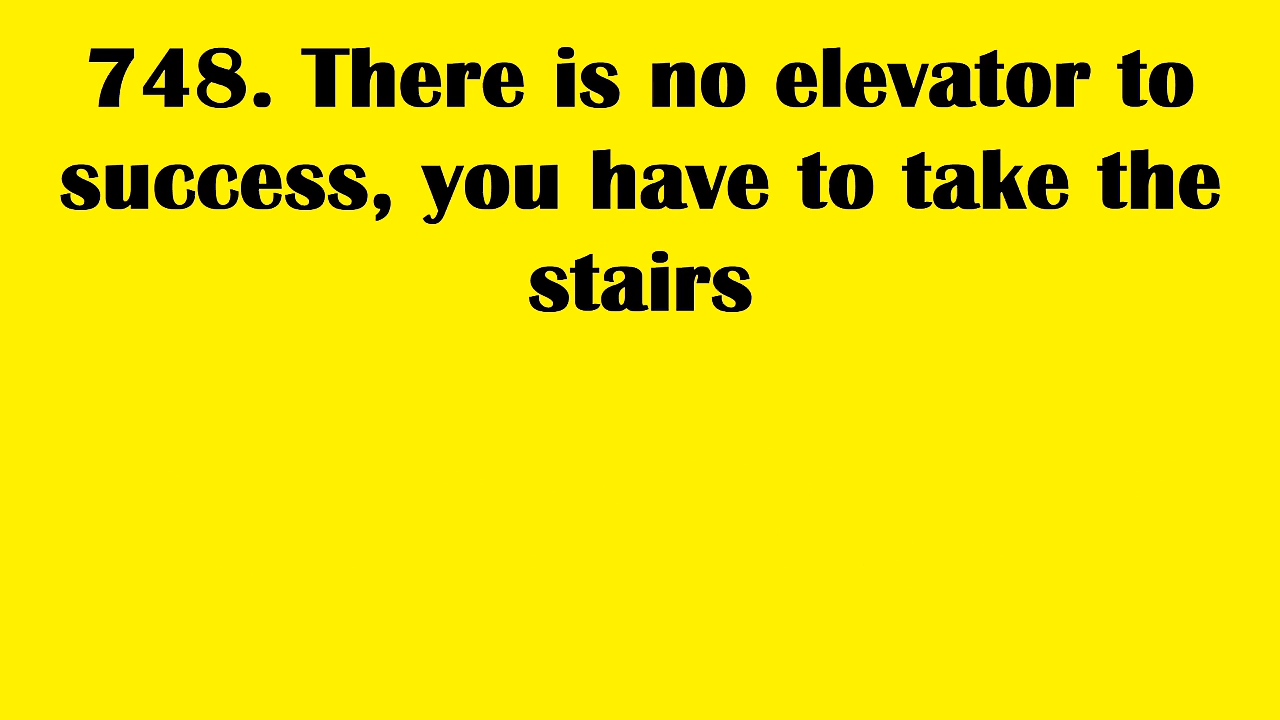 748. There is no elevator to
success, you have to take the
stairs